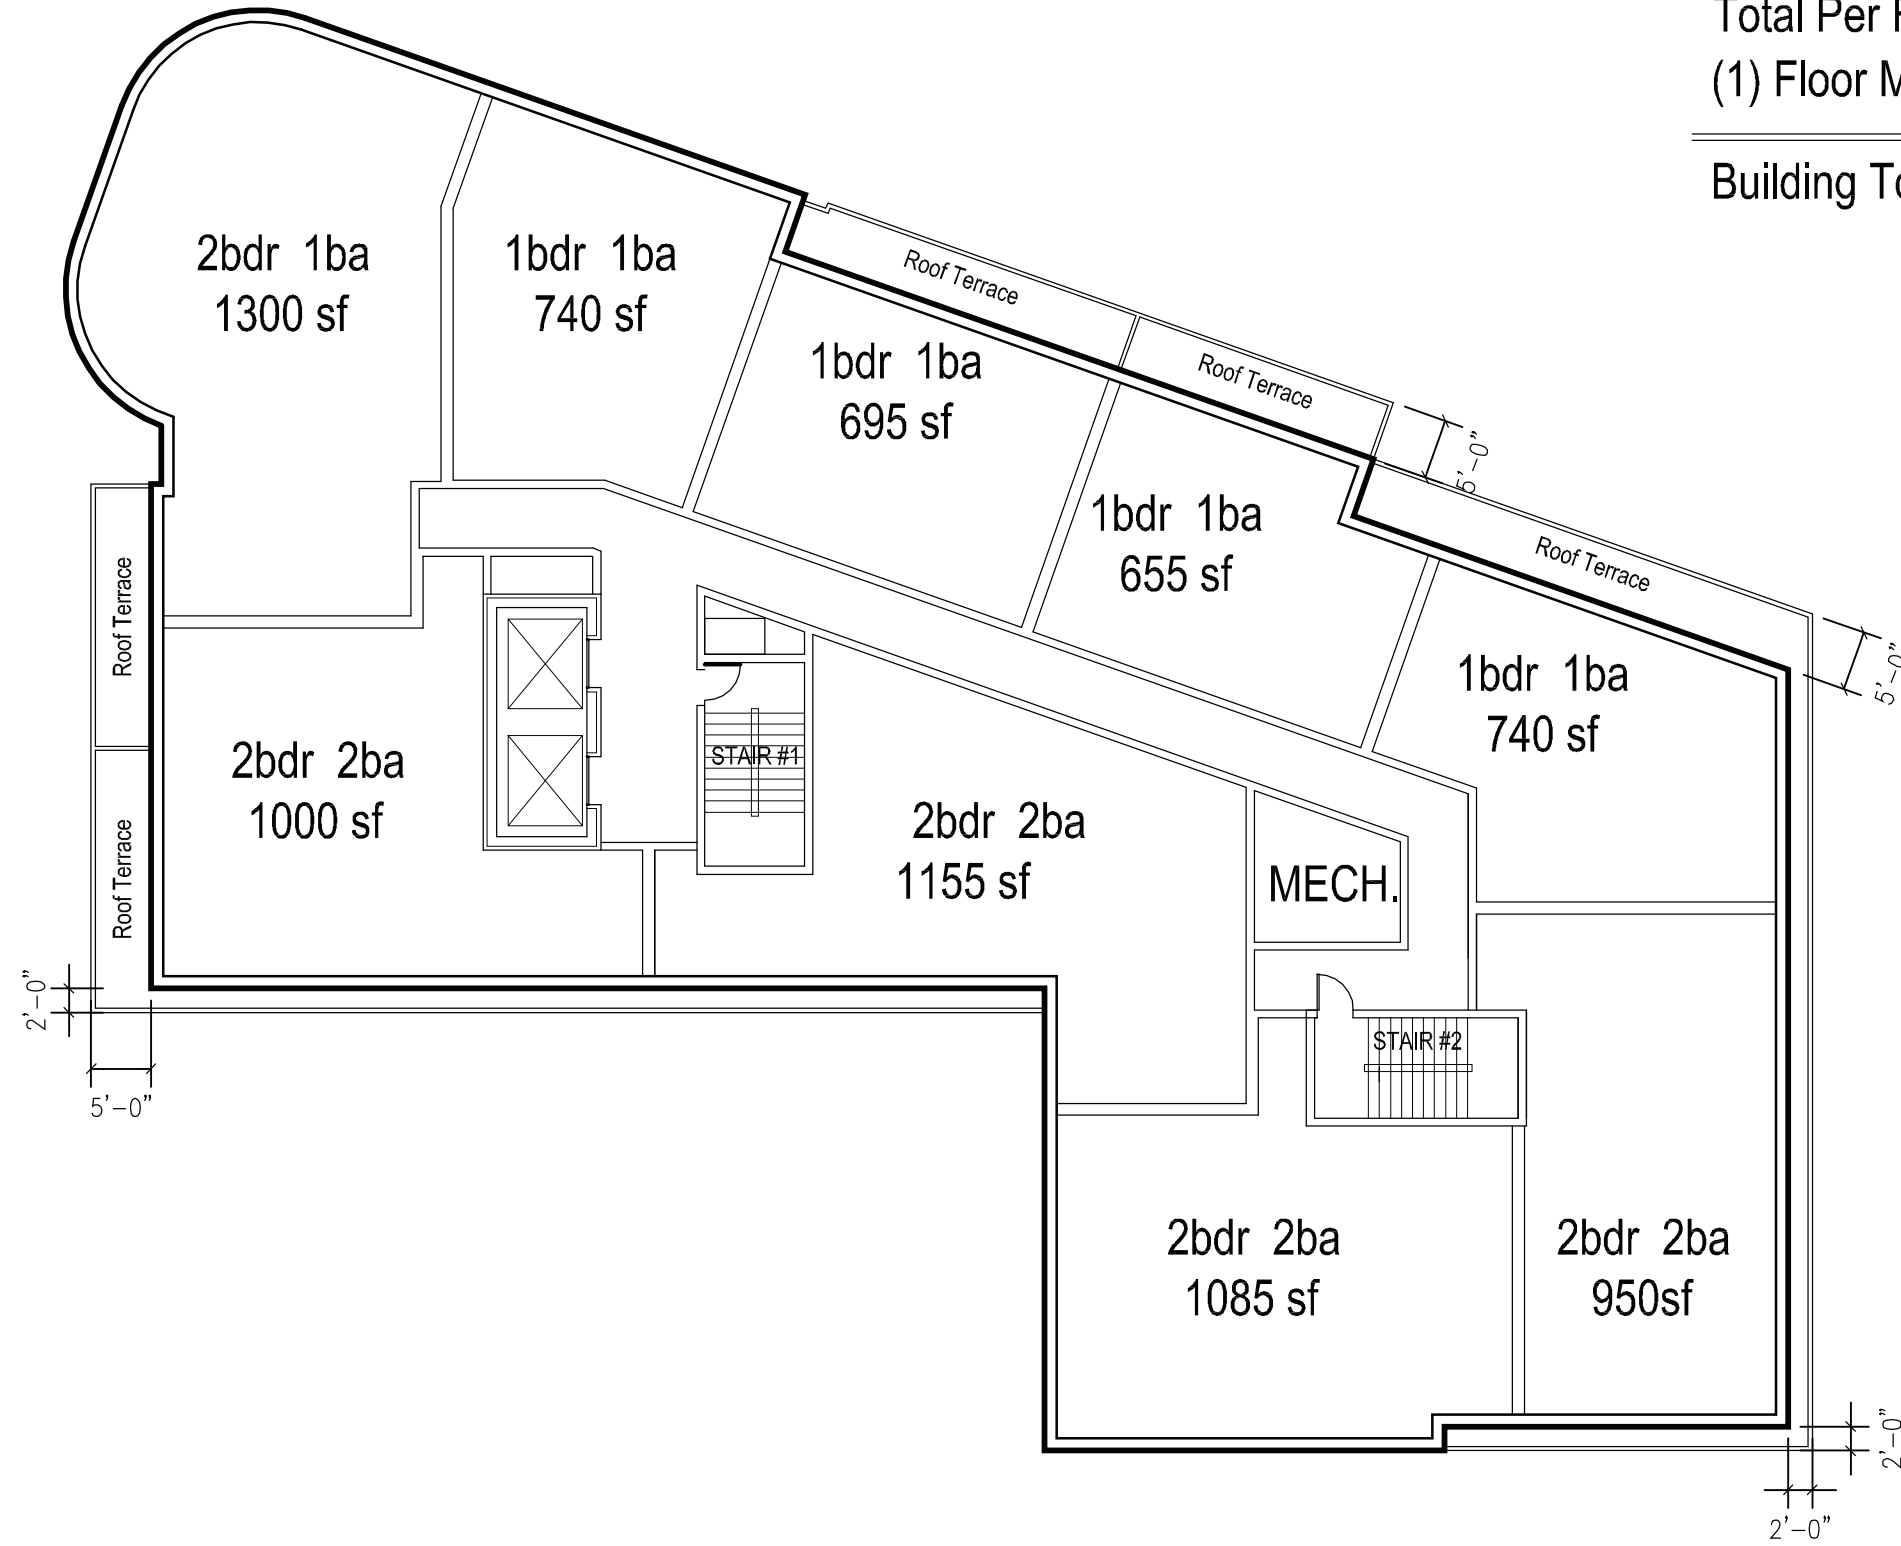 Total Per
(1) Floor
Building
2bdr 1ba
1300 sf
1bdr 1ba
740 sf
Roof Terrace
1bdr 1ba
695 sf
Roof Terrace
5'-0"
1bdr 1ba
655 sf
Roof Terrace
5'-0"
1bdr 1ba
740 sf
Roof Terrace
2bdr 2ba
1000 sf
STAIR #1
2bdr 2ba
1155 sf
MECH.
Roof Terrace
2'-0"
5'-0"
STAIR #2
2bdr 2ba
1085 sf
2bdr 2ba
950sf
2'-0"
2'-0"